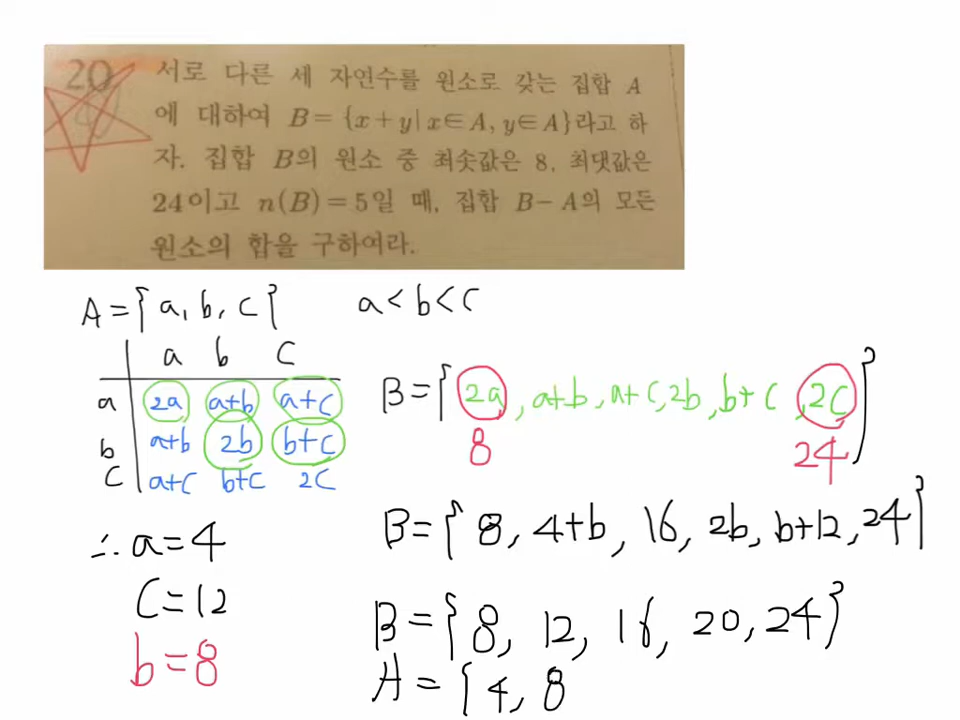 20 서로 다른 세 자연수를 원소로 갖는 집합 A
에 대하여 B={x+y|x∈A, y∈A}라고 하
자. 집합 B의 원소 중 최솟값은 8, 최댓값은
24이고 n(B)=5일 때, 집합 B-A의 모든
원소의 합을 구하여라.
A={a, b, c} a<b<c
a b c
a 2a a+b a+c
b a+b 2b b+c
c a+c b+c 2c
B={2a, a+b, a+c, 2b, b+c, 2c}
8 24
B={8, 4+b, 16, 2b, b+12, 24}
∴ a=4
c=12
b=8
B={8, 12, 16, 20, 24}
A={4, 8